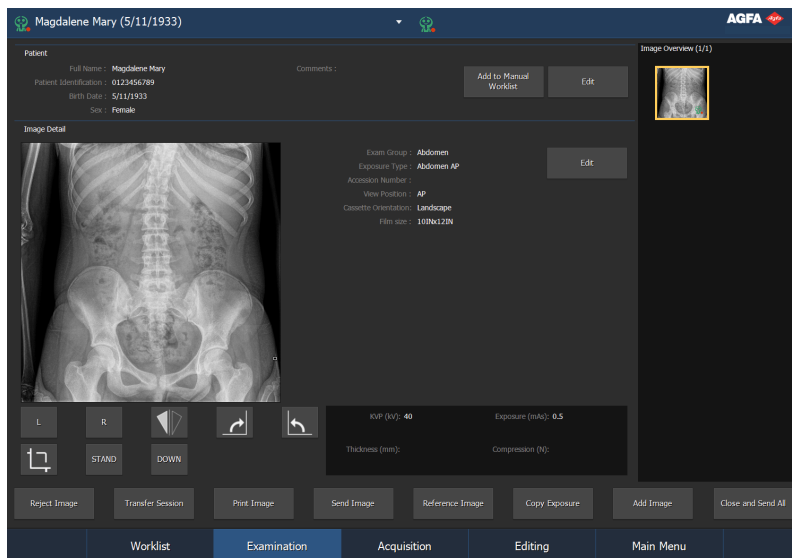 Magdalene Mary (5/11/1933)
AGFA
Patient
Full Name : Magdalene Mary
Comments :
Patient Identification : 0123456789
Birth Date : 5/11/1933
Sex : Female
Add to Manual
Worklist
Edit
Image Overview (1/1)
Image Detail
Exam Group : Abdomen
Exposure Type : Abdomen AP
Accession Number :
View Position : AP
Cassette Orientation: Landscape
Film size : 10INx12IN
Edit
L
R
STAND
DOWN
KVP (kV): 40
Exposure (mAs): 0.5
Thickness (mm):
Compression (N):
Reject Image
Transfer Session
Print Image
Send Image
Reference Image
Copy Exposure
Add Image
Close and Send All
Worklist
Examination
Acquisition
Editing
Main Menu